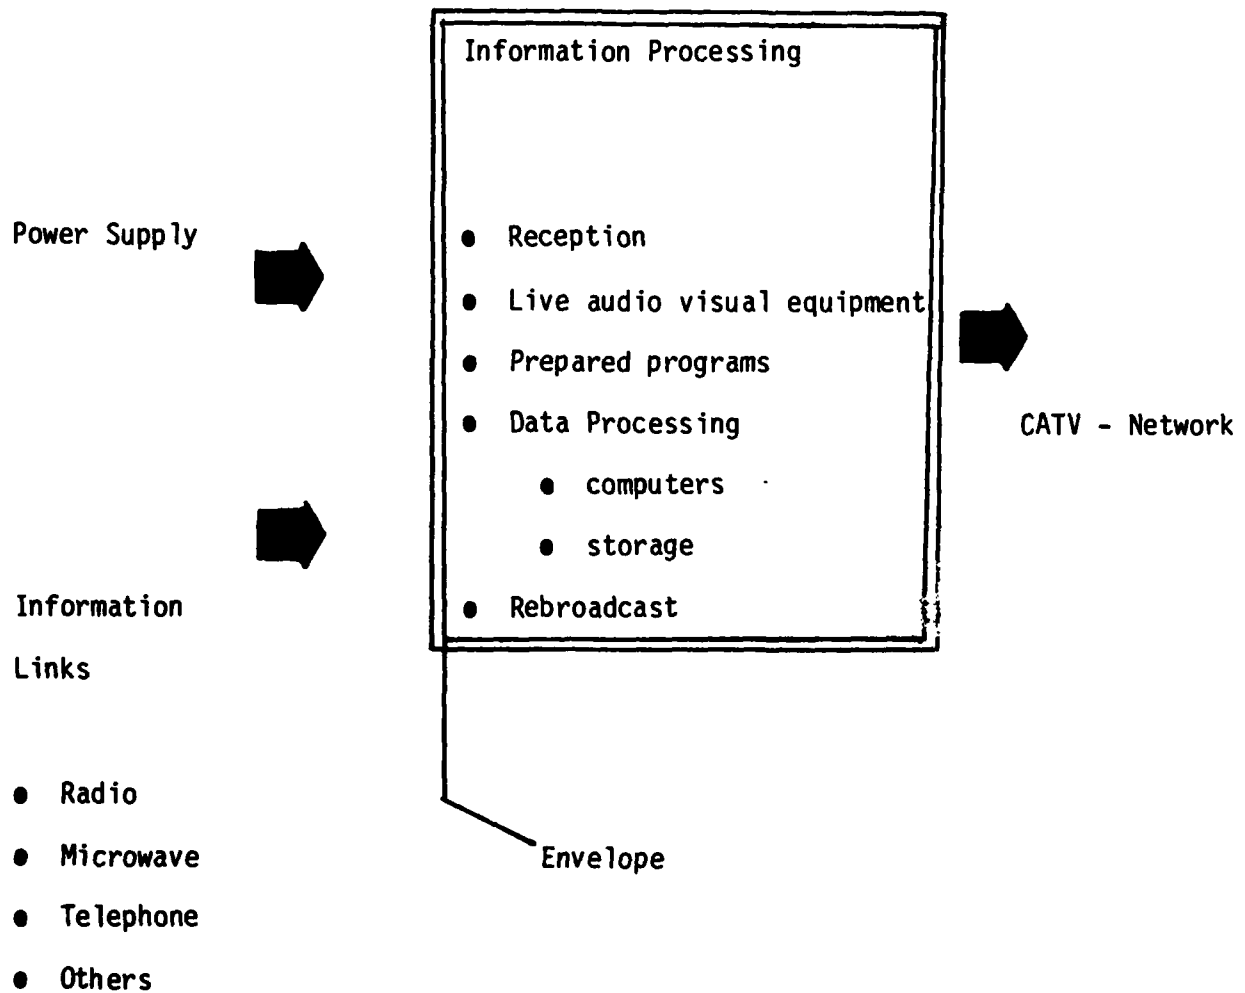 Information Processing
Power Supply
● Reception
● Live audio visual equipment
● Prepared programs
● Data Processing
● computers
● storage
● Rebroadcast
CATV - Network
Information
Links
● Radio
● Microwave
● Telephone
● Others
Envelope